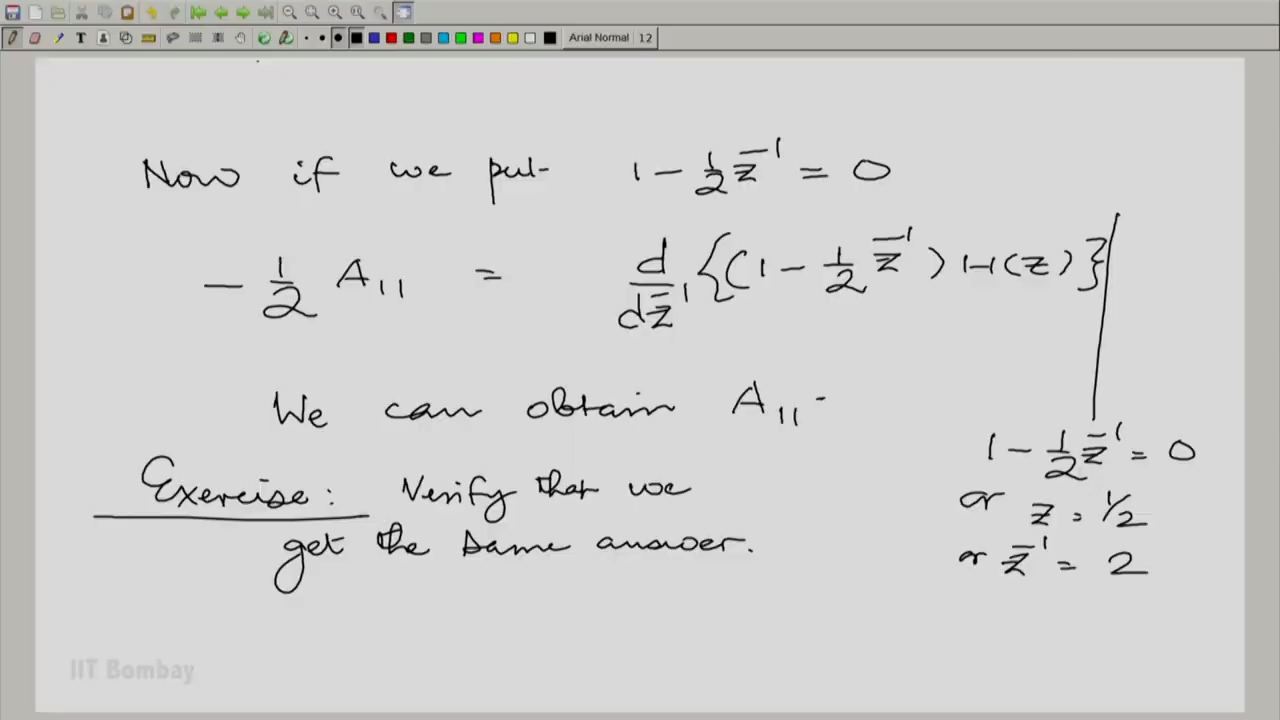 Arial Normal 12
Now if we put 1 - 1/2 z^-1 = 0
- 1/2 A11 = d/dz^-1 {(1 - 1/2 z^-1) H(z)} |
We can obtain A11.
1 - 1/2 z^-1 = 0
Exercise: Verify that we
or z = 1/2
get the same answer.
or z^-1 = 2
IIT Bombay